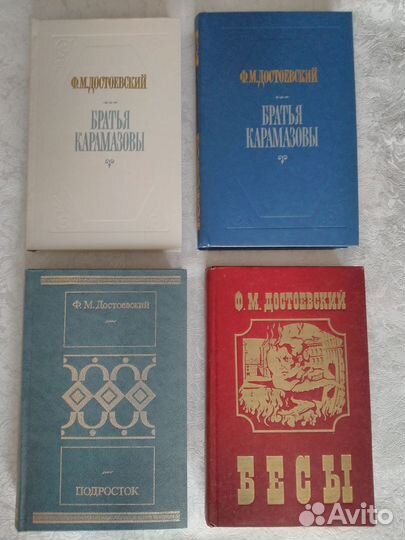 Ф.М.ДОСТОЕВСКИЙ
БРАТЬЯ
КАРАМАЗОВЫ
Ф.М.ДОСТОЕВСКИЙ
БРАТЬЯ
КАРАМАЗОВЫ
Ф. М. Достоевский
ПОДРОСТОК
Ф. М. ДОСТОЕВСКИЙ
БЕСЫ
Avito